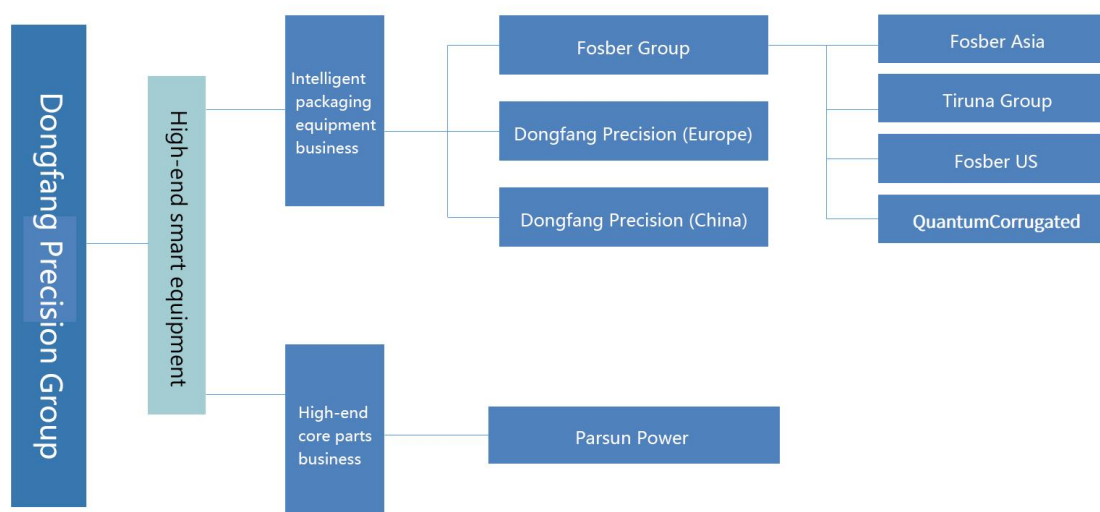 Dongfang Precision Group
High-end smart equipment
Intelligent
packaging
equipment
business
Fosber Group
Dongfang Precision (Europe)
Dongfang Precision (China)
Fosber Asia
Tiruna Group
Fosber US
QuantumCorrugated
High-end
core parts
business
Parsun Power